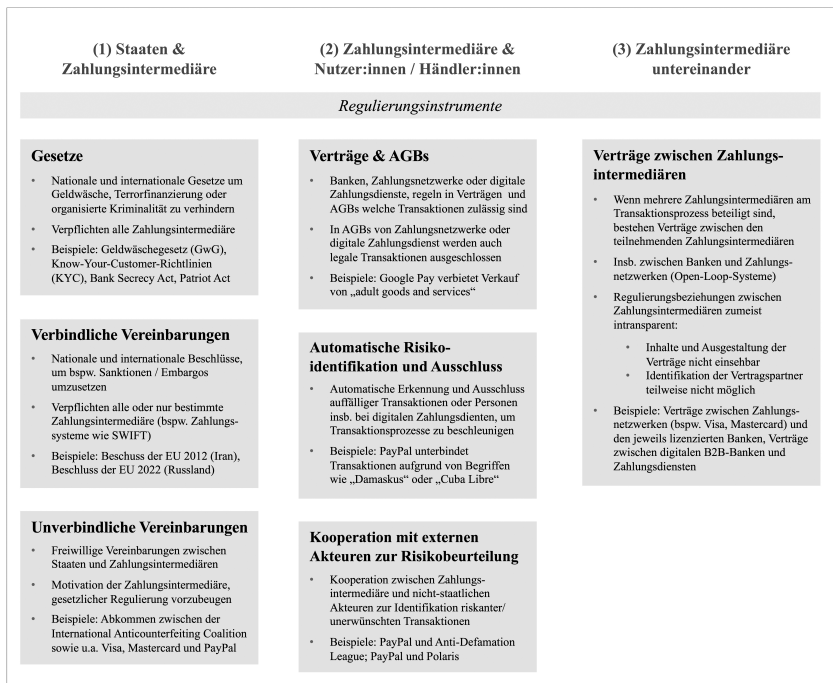 (1) Staaten &
Zahlungsintermediäre
(2) Zahlungsintermediäre &
Nutzer:innen / Händler:innen
(3) Zahlungsintermediäre
untereinander
Regulierungsinstrumente
Gesetze
• Nationale und internationale Gesetze um
Geldwäsche, Terrorfinanzierung oder
organisierte Kriminalität zu verhindern
• Verpflichten alle Zahlungsintermediäre
• Beispiele: Geldwäschegesetz (GwG),
Know-Your-Customer-Richtlinien
(KYC), Bank Secrecy Act, Patriot Act
Verbindliche Vereinbarungen
• Nationale und internationale Beschlüsse,
um bspw. Sanktionen / Embargos
umzusetzen
• Verpflichten alle oder nur bestimmte
Zahlungsintermediäre (bspw. Zahlungs-
systeme wie SWIFT)
• Beispiele: Beschuss der EU 2012 (Iran),
Beschluss der EU 2022 (Russland)
Unverbindliche Vereinbarungen
• Freiwillige Vereinbarungen zwischen
Staaten und Zahlungsintermediären
• Motivation der Zahlungsintermediäre,
gesetzlicher Regulierung vorzubeugen
• Beispiele: Abkommen zwischen der
International Anticounterfeiting Coalition
sowie u.a. Visa, Mastercard und PayPal
Verträge & AGBs
• Banken, Zahlungsnetzwerke oder digitale
Zahlungsdienste, regeln in Verträgen und
AGBs welche Transaktionen zulässig sind
• In AGBs von Zahlungsnetzwerke oder
digitale Zahlungsdienst werden auch
legale Transaktionen ausgeschlossen
• Beispiele: Google Pay verbietet Verkauf
von „adult goods and services“
Automatische Risiko-
identifikation und Ausschluss
• Automatische Erkennung und Ausschluss
auffälliger Transaktionen oder Personen
insb. bei digitalen Zahlungsdiensten, um
Transaktionsprozesse zu beschleunigen
• Beispiele: PayPal unterbindet
Transaktionen aufgrund von Begriffen
wie „Damaskus“ oder „Cuba Libre“
Kooperation mit externen
Akteuren zur Risikobeurteilung
• Kooperation zwischen Zahlungs-
intermediäre und nicht-staatlichen
Akteuren zur Identifikation riskanter/
unerwünschten Transaktionen
• Beispiele: PayPal und Anti-Defamation
League; PayPal und Polaris
Verträge zwischen Zahlungs-
intermediären
• Wenn mehrere Zahlungsintermediären am
Transaktionsprozess beteiligt sind,
bestehen Verträge zwischen den
teilnehmenden Zahlungsintermediären
• Insb. zwischen Banken und Zahlungs-
netzwerken (Open-Loop-Systeme)
• Regulierungsbeziehungen zwischen
Zahlungsintermediären zumeist
intransparent:
• Inhalte und Ausgestaltung der
Verträge nicht einsehbar
• Identifikation der Vertragspartner
teilweise nicht möglich
• Beispiele: Verträge zwischen Zahlungs-
netzwerken (bspw. Visa, Mastercard) und
den jeweils lizenzierten Banken, Verträge
zwischen digitalen B2B-Banken und
Zahlungsdiensten